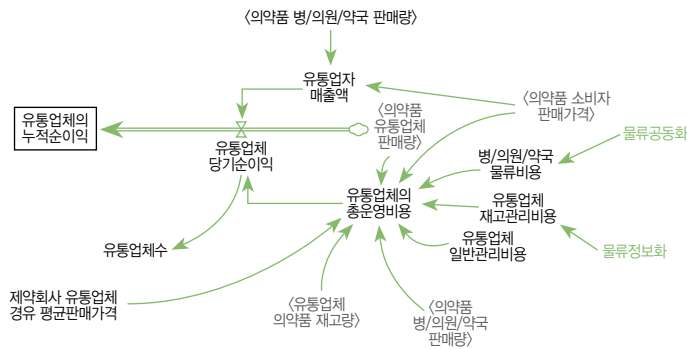 〈의약품 병/의원/약국 판매량〉
유통업자
매출액
〈의약품
유통업체
판매량〉
〈의약품 소비자
판매가격〉
유통업체의
누적순이익
물류공동화
유통업체
당기순이익
병/의원/약국
물류비용
유통업체의
총운영비용
유통업체
재고관리비용
유통업체수
유통업체
일반관리비용
물류정보화
제약회사 유통업체
경유 평균판매가격
〈유통업체
의약품 재고량〉
〈의약품
병/의원/약국
판매량〉